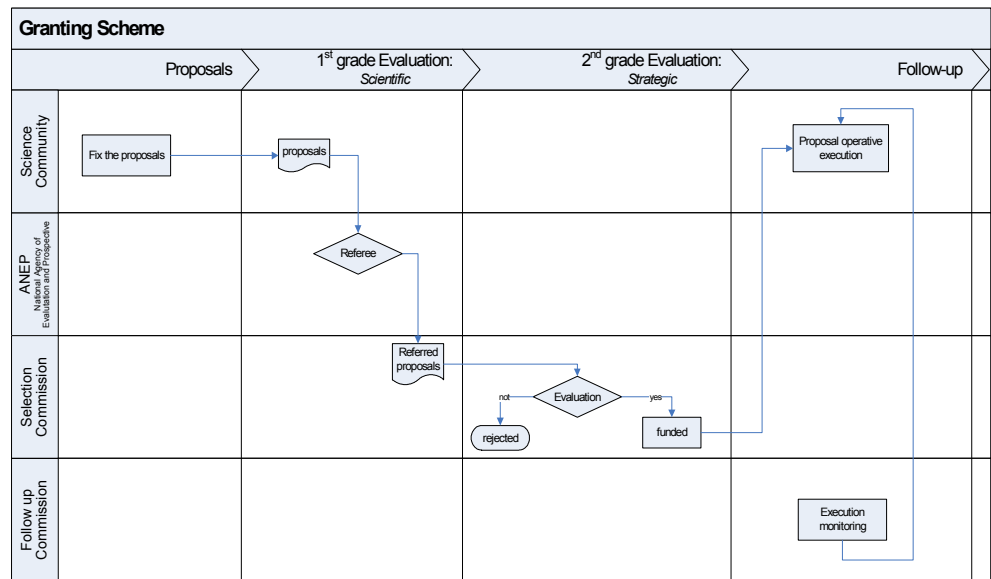 Granting Scheme
Proposals
1st grade Evaluation:
Scientific
2nd grade Evaluation:
Strategic
Follow-up
Science
Community
Fix the proposals
proposals
Proposal operative
execution
ANEP
National Agency of
Evalutation and Prospective
Referee
Selection
Commission
Referred
proposals
Evaluation
not
yes
rejected
funded
Follow up
Commission
Execution
monitoring